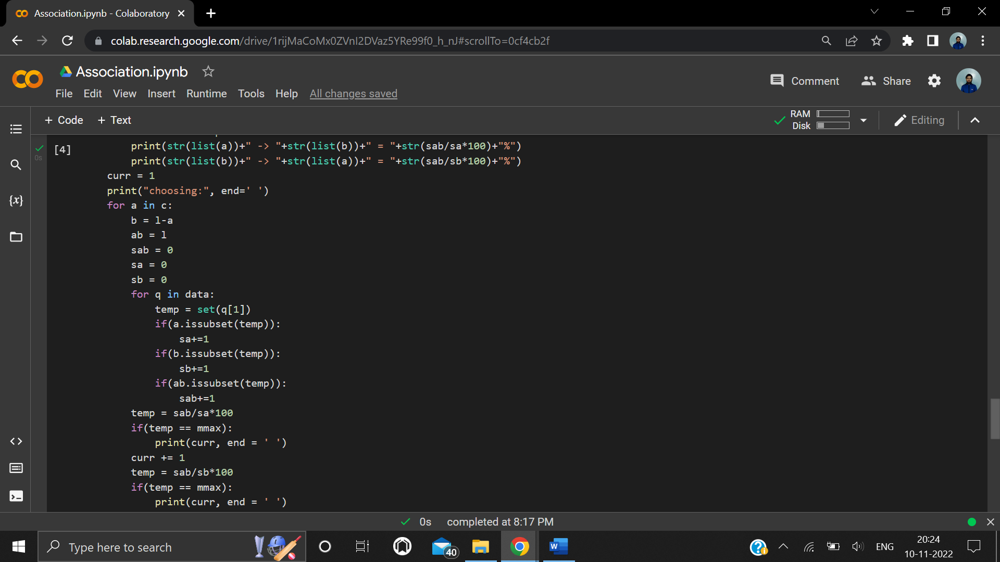 Association.ipynb - Colaboratory
colab.research.google.com/drive/1rijMaCoMx0ZVnI2DVaz5YRe99f0_h_nJ#scrollTo=0cf4cb2f
Association.ipynb
Comment
Share
File Edit View Insert Runtime Tools Help All changes saved
+ Code + Text
RAM
Disk
Editing
[4]
0s
print(str(list(a))+" -> "+str(list(b))+" = "+str(sab/sa*100)+"%")
print(str(list(b))+" -> "+str(list(a))+" = "+str(sab/sb*100)+"%")
curr = 1
print("choosing:", end=' ')
for a in c:
b = l-a
ab = l
sab = 0
sa = 0
sb = 0
for q in data:
temp = set(q[1])
if(a.issubset(temp)):
sa+=1
if(b.issubset(temp)):
sb+=1
if(ab.issubset(temp)):
sab+=1
temp = sab/sa*100
if(temp == mmax):
print(curr, end = ' ')
curr += 1
temp = sab/sb*100
if(temp == mmax):
print(curr, end = ' ')
0s completed at 8:17 PM
Type here to search
40
W
ENG
20:24
10-11-2022